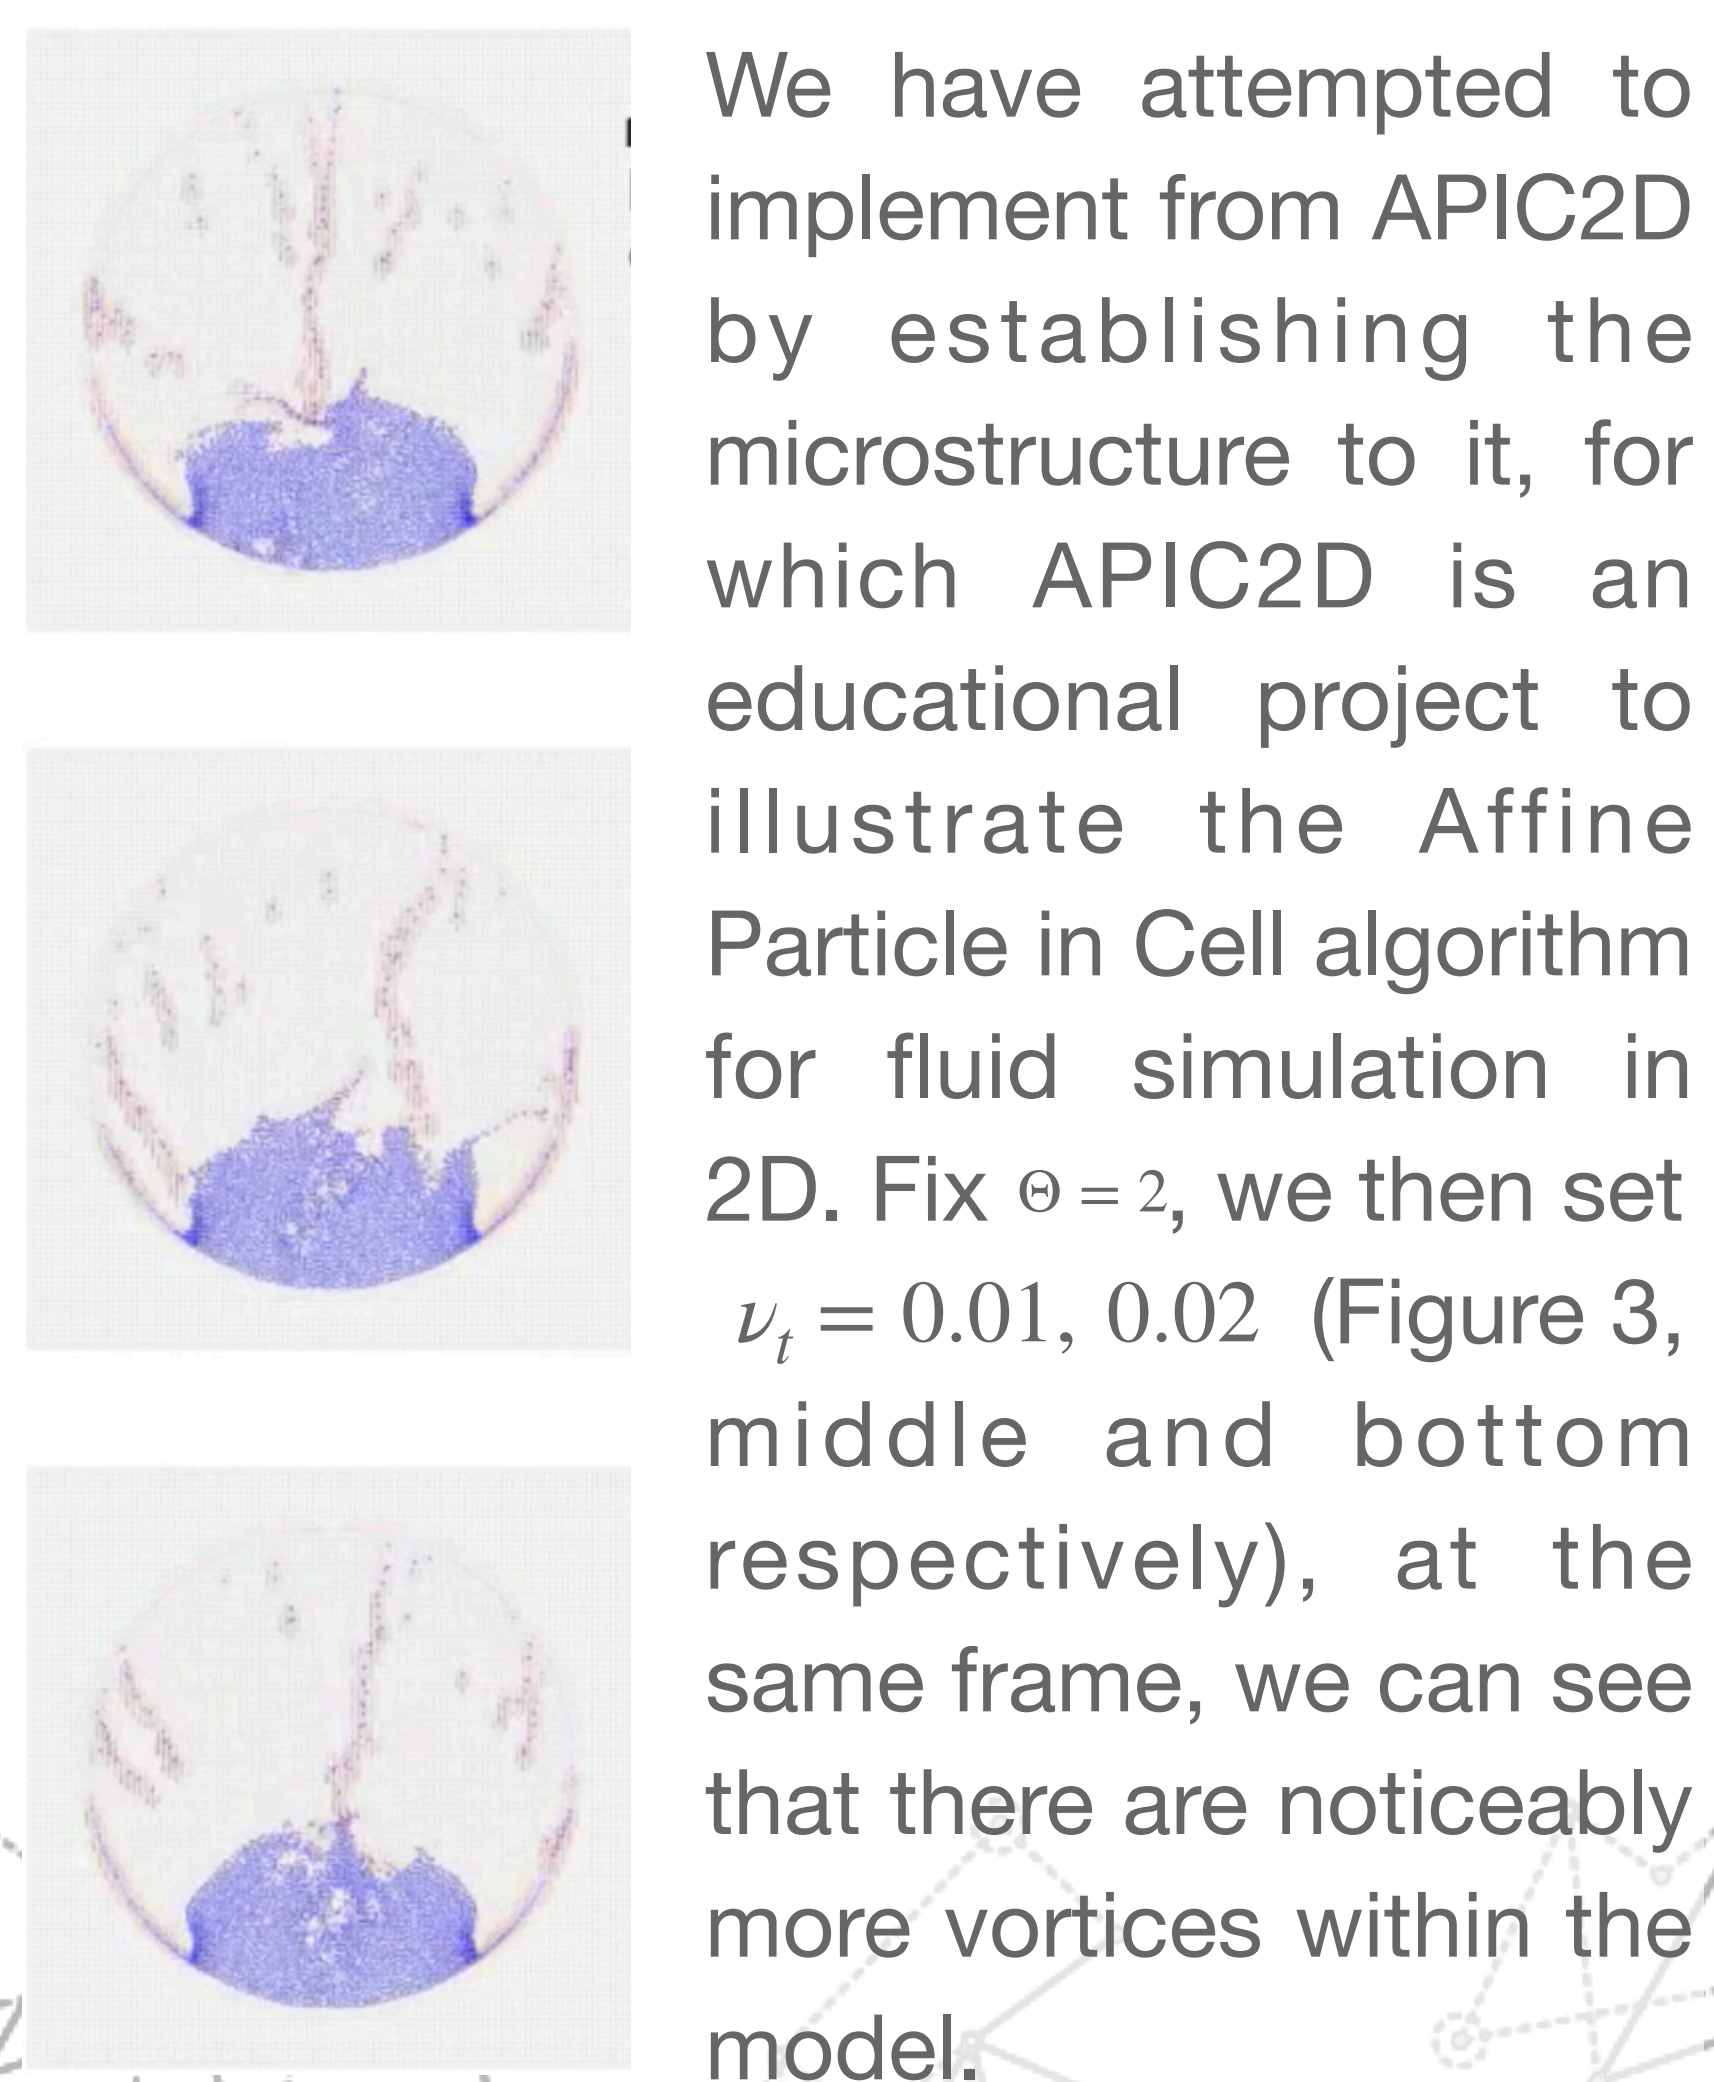 We have attempted to
implement from APIC2D
by establishing the
microstructure to it, for
which APIC2D is an
educational project to
illustrate the Affine
Particle in Cell algorithm
for fluid simulation in
2D. Fix Θ = 2, we then set
ν_t = 0.01, 0.02 (Figure 3,
middle and bottom
respectively), at the
same frame, we can see
that there are noticeably
more vortices within the
model.